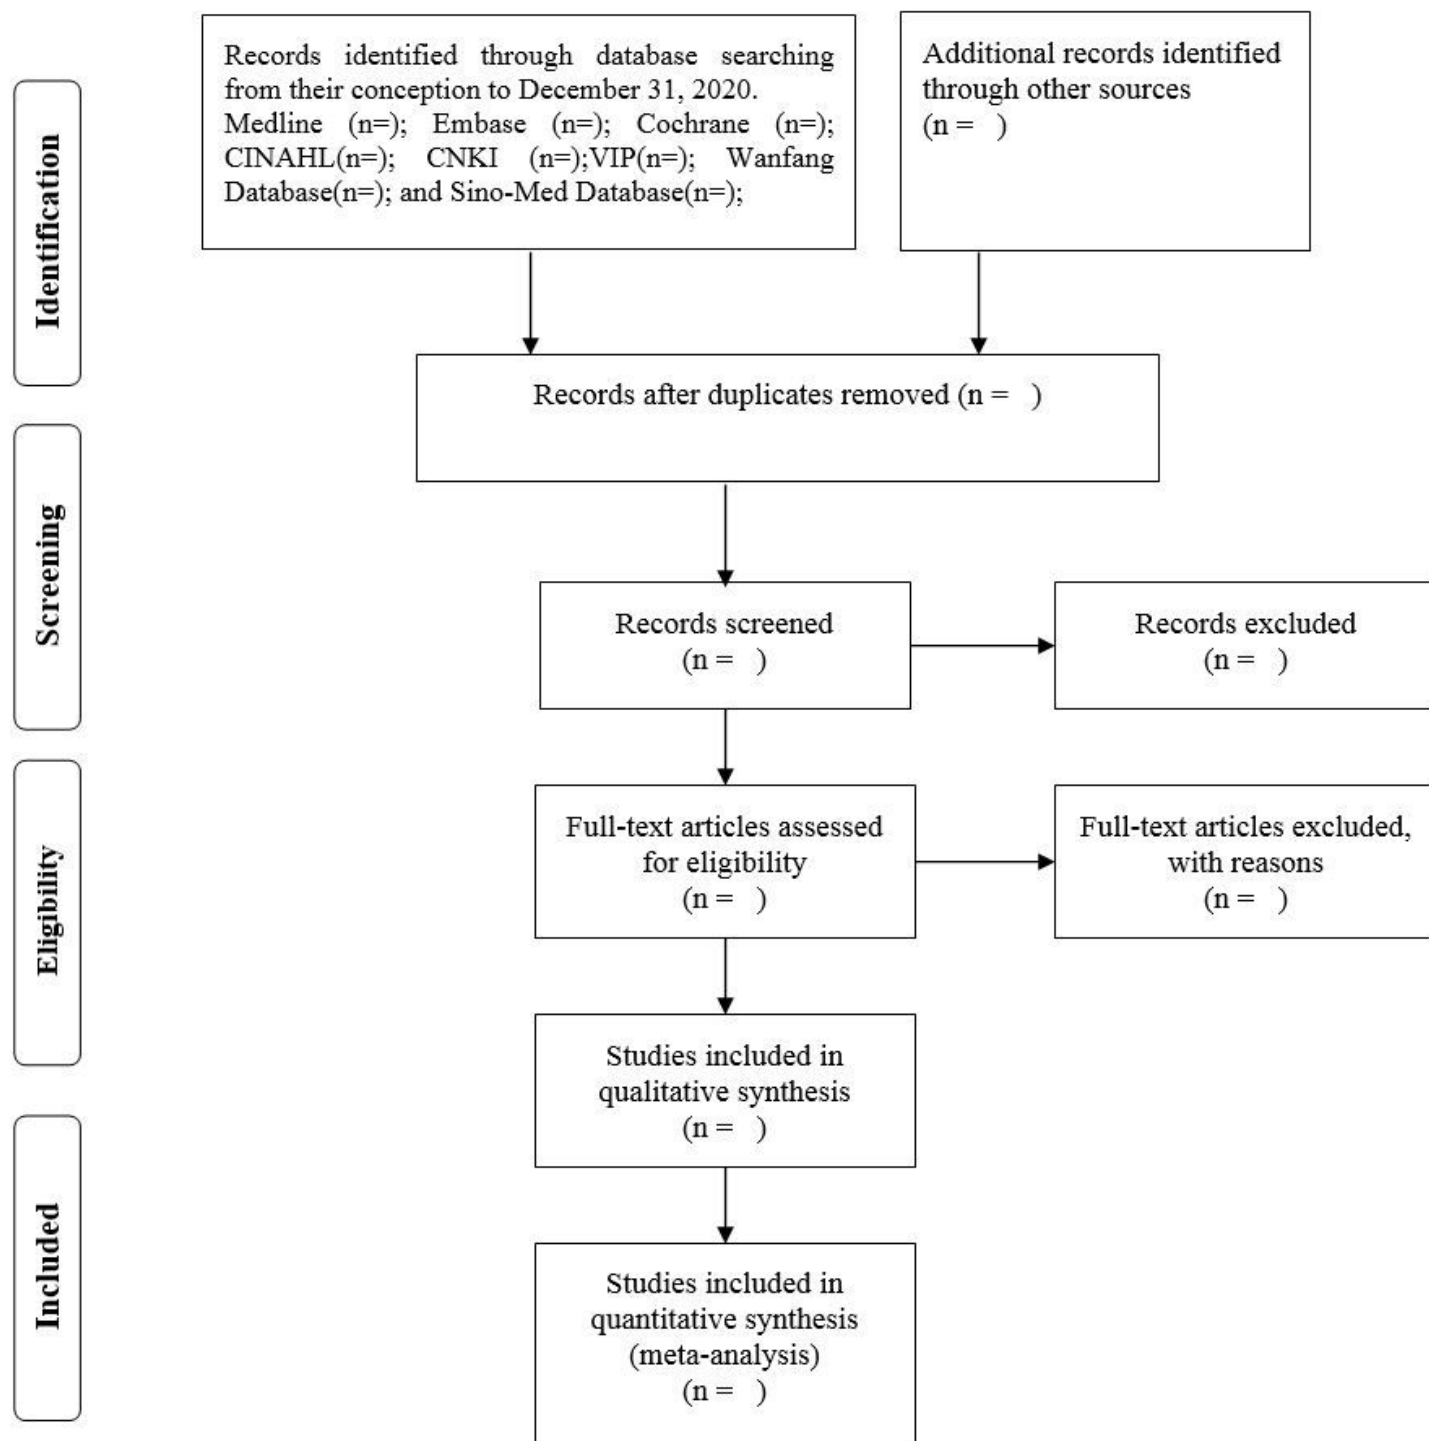 Records identified through database searching
from their conception to December 31, 2020.
Medline (n=); Embase (n=); Cochrane (n=);
CINAHL(n=); CNKI (n=);VIP(n=); Wanfang
Database(n=); and Sino-Med Database(n=);
Additional records identified
through other sources
(n = )
Identification
Records after duplicates removed (n = )
Screening
Records screened
(n = )
Records excluded
(n = )
Eligibility
Full-text articles assessed
for eligibility
(n = )
Full-text articles excluded,
with reasons
(n = )
Studies included in
qualitative synthesis
(n = )
Included
Studies included in
quantitative synthesis
(meta-analysis)
(n = )